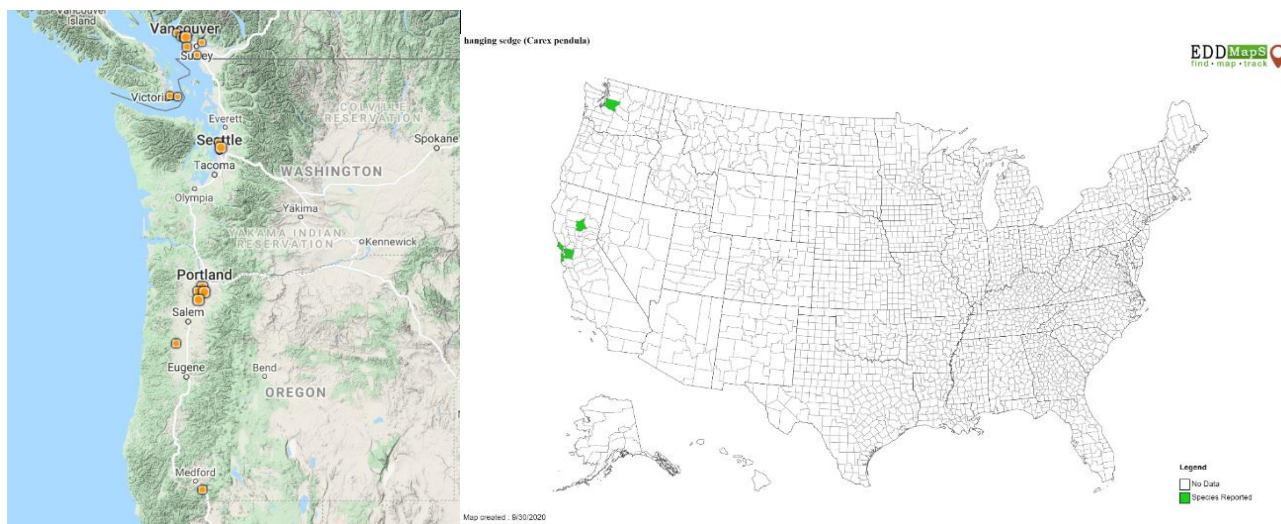 Vancouver
Island
Vancouver
Surrey
Victoria
COLVILLE
RESERVATION
Everett
Seattle
Spokane
Tacoma
WASHINGTON
Olympia
Yakima
YAKAMA INDIAN
RESERVATION
Kennewick
Portland
Salem
Eugene
Bend
OREGON
Medford
hanging sedge (Carex pendula)
EDDMapS
find • map • track
Legend
No Data
Species Reported
Map created : 9/30/2020